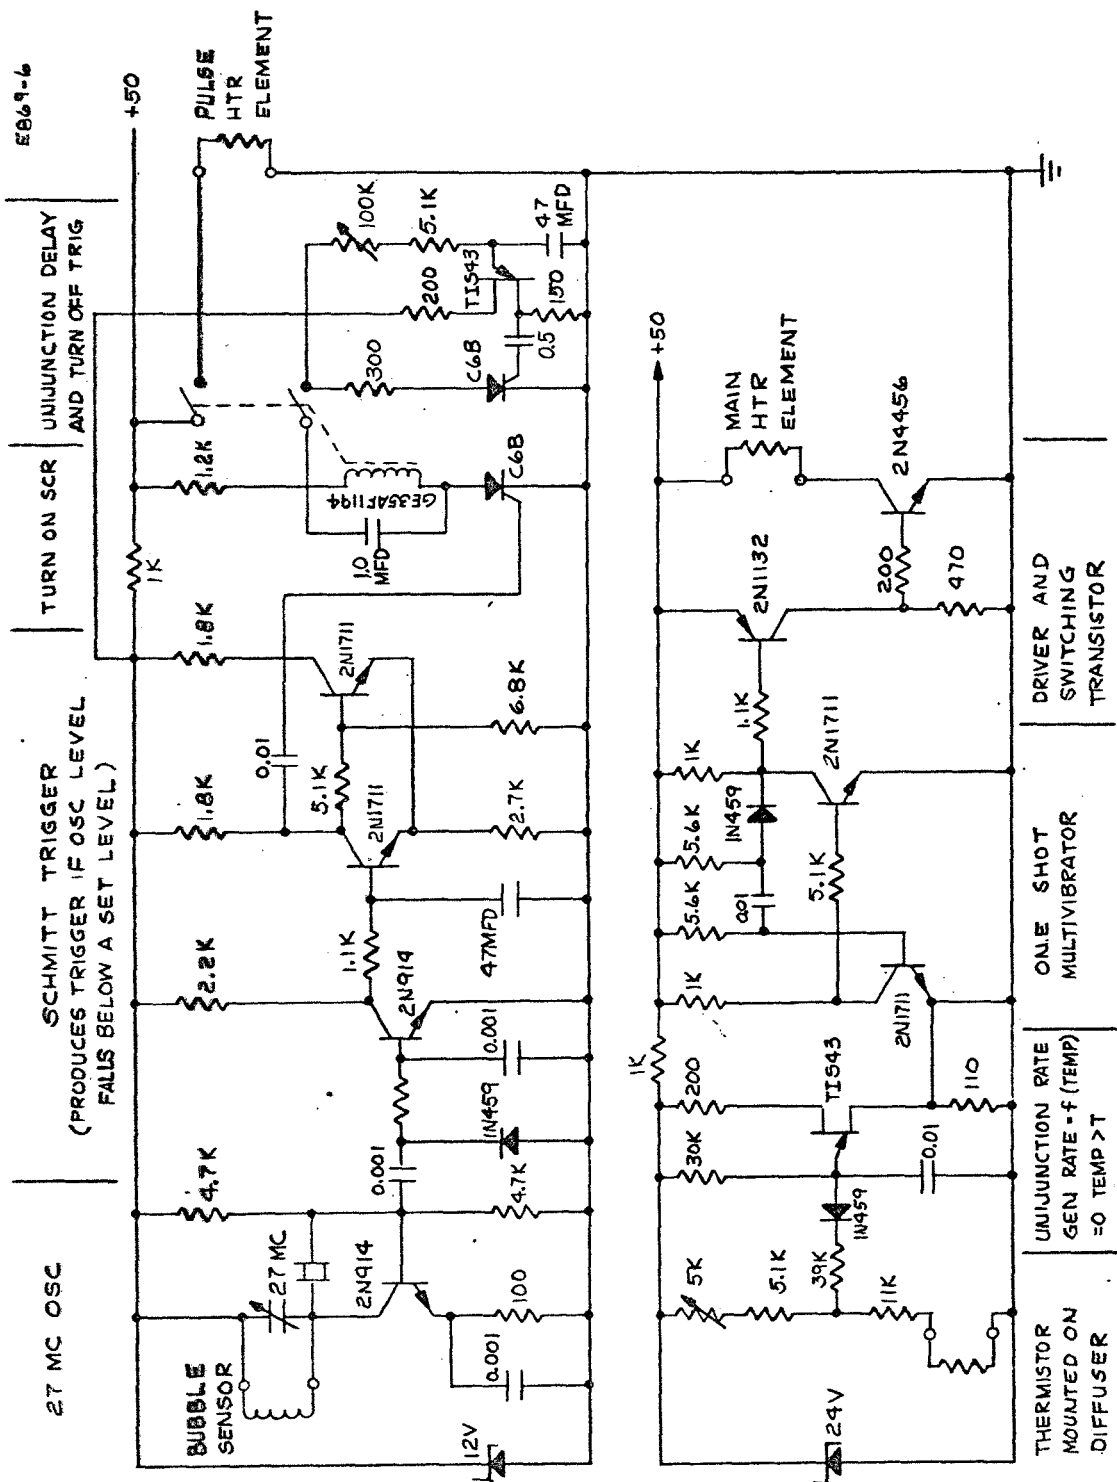 E869-6
27 MC OSC
SCHMITT TRIGGER
(PRODUCES TRIGGER IF OSC LEVEL
FALLS BELOW A SET LEVEL)
TURN ON SCR
UNIJUNCTION DELAY
AND TURN OFF TRIG
+50
PULSE
HTR
ELEMENT
BUBBLE
SENSOR
27 MC
4.7K
2.2K
1.8K
1.8K
1K
1.2K
2N914
0.001
100
0.001
4.7K
1N459
0.001
2N914
1.1K
47MFD
2N1711
5.1K
2.7K
0.01
2N1711
6.8K
1.0
MFD
GE3SAF1194
C6B
300
C6B
0.5
200
TIS43
150
100K
5.1K
47
MFD
12V
+50
24V
5K
5.1K
11K
39K
1N459
30K
0.01
200
TIS43
110
1K
1K
2N1711
5.6K
0.01
5.6K
5.1K
1N459
1K
2N1711
1.1K
2N1132
200
470
MAIN
HTR
ELEMENT
2N4456
THERMISTOR
MOUNTED ON
DIFFUSER
UNIJUNCTION RATE
GEN RATE = f (TEMP)
=0 TEMP > T
ONE SHOT
MULTIVIBRATOR
DRIVER AND
SWITCHING
TRANSISTOR